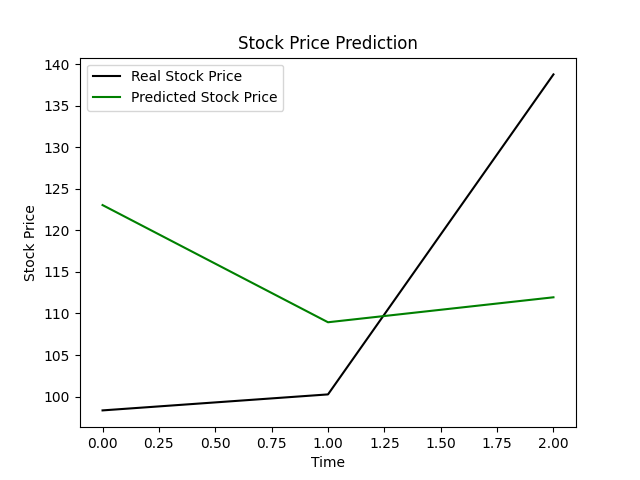 Stock Price Prediction
Real Stock Price
Predicted Stock Price
Stock Price
140
135
130
125
120
115
110
105
100
0.00 0.25 0.50 0.75 1.00 1.25 1.50 1.75 2.00
Time